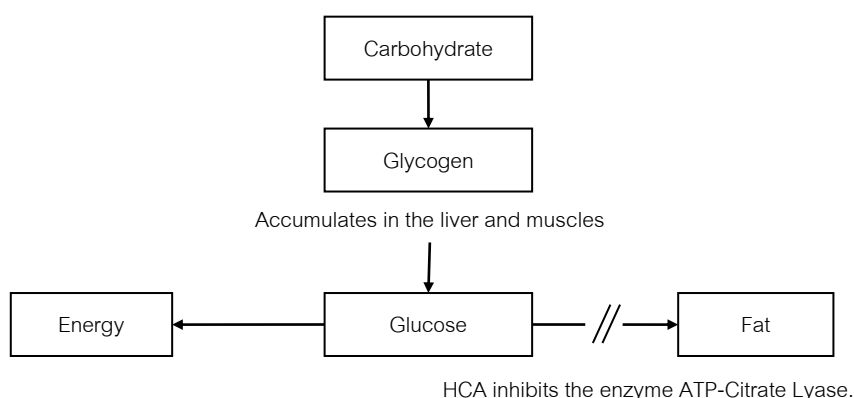 Carbohydrate
Glycogen
Accumulates in the liver and muscles
Energy
Glucose
Fat
HCA inhibits the enzyme ATP-Citrate Lyase.